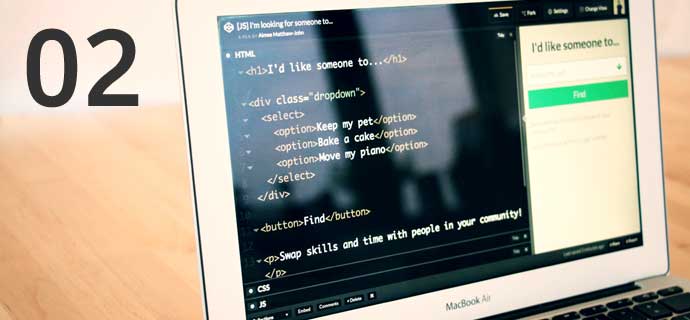 02
[JS] I'm looking for someone to...
A PEN BY Aimee Matthew-John
Save
Fork
Settings
Change View
HTML
Tidy
<h1>I'd like someone to...</h1>
<div class="dropdown">
<select>
<option>Keep my pet</option>
<option>Bake a cake</option>
<option>Move my piano</option>
</select>
</div>
<button>Find</button>
<p>Swap skills and time with people in your community!
</p>
CSS
JS
Embed
Comments
Delete
I'd like someone to...
Find
MacBook Air